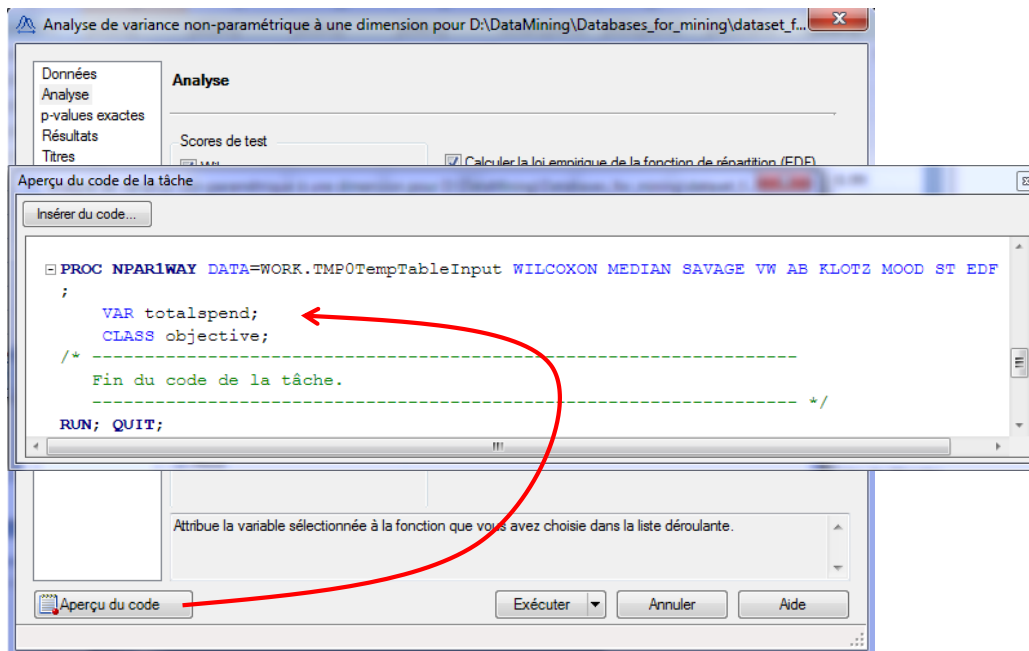 Analyse de variance non-paramétrique à une dimension pour D:\DataMining\Databases_for_mining\dataset_f...
Données
Analyse
p-values exactes
Résultats
Titres
Analyse
Scores de test
Calculer la loi empirique de la fonction de répartition (EDF)
Aperçu du code de la tâche
Insérer du code...
PROC NPAR1WAY DATA=WORK.TMP0TempTableInput WILCOXON MEDIAN SAVAGE VW AB KLOTZ MOOD ST EDF
;
VAR totalspend;
CLASS objective;
/* -------------------------------------------------------------------
Fin du code de la tâche.
------------------------------------------------------------------- */
RUN; QUIT;
Attribue la variable sélectionnée à la fonction que vous avez choisie dans la liste déroulante.
Aperçu du code
Exécuter
Annuler
Aide